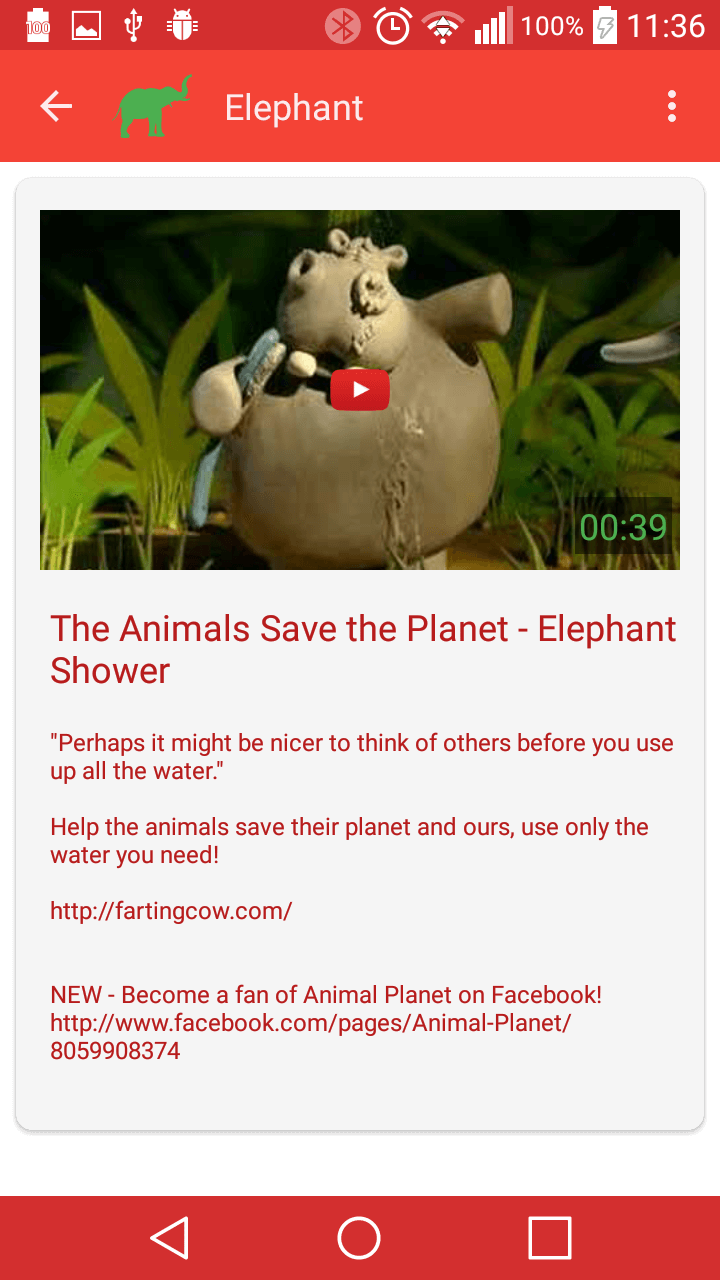 100
100%
11:36
Elephant
00:39
The Animals Save the Planet - Elephant
Shower
"Perhaps it might be nicer to think of others before you use
up all the water."
Help the animals save their planet and ours, use only the
water you need!
http://fartingcow.com/
NEW - Become a fan of Animal Planet on Facebook!
http://www.facebook.com/pages/Animal-Planet/
8059908374